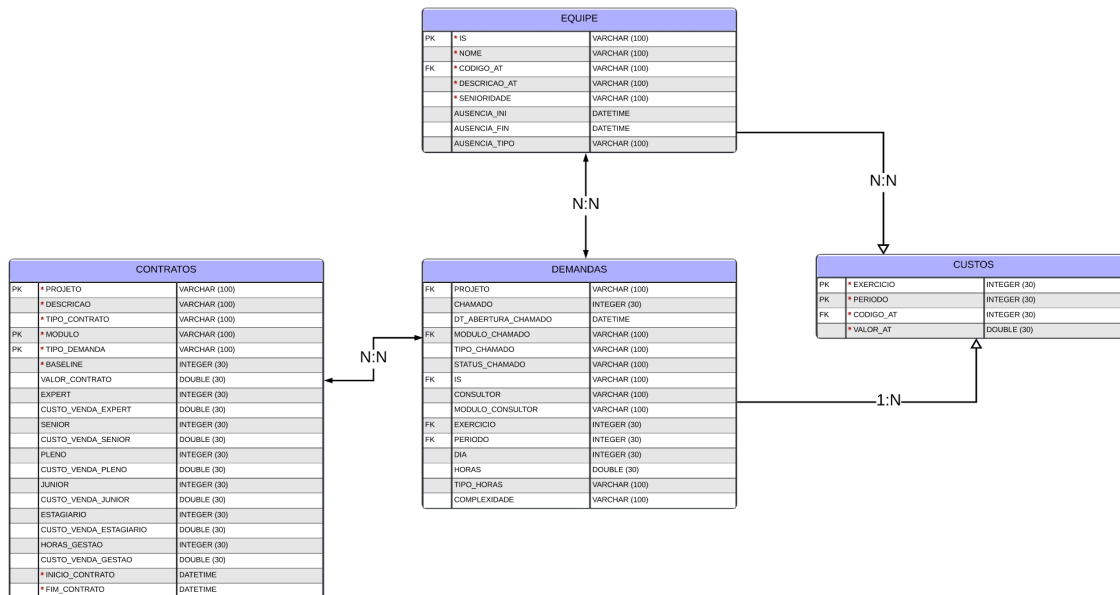 EQUIPE
PK * IS VARCHAR (100)
* NOME VARCHAR (100)
FK * CODIGO_AT VARCHAR (100)
* DESCRICAO_AT VARCHAR (100)
* SENIORIDADE VARCHAR (100)
AUSENCIA_INI DATETIME
AUSENCIA_FIN DATETIME
AUSENCIA_TIPO VARCHAR (100)
N:N
N:N
CONTRATOS
PK * PROJETO VARCHAR (100)
* DESCRICAO VARCHAR (100)
* TIPO_CONTRATO VARCHAR (100)
PK * MODULO VARCHAR (100)
PK * TIPO_DEMANDA VARCHAR (100)
* BASELINE INTEGER (30)
VALOR_CONTRATO DOUBLE (30)
EXPERT INTEGER (30)
CUSTO_VENDA_EXPERT DOUBLE (30)
SENIOR INTEGER (30)
CUSTO_VENDA_SENIOR DOUBLE (30)
PLENO INTEGER (30)
CUSTO_VENDA_PLENO DOUBLE (30)
JUNIOR INTEGER (30)
CUSTO_VENDA_JUNIOR DOUBLE (30)
ESTAGIARIO INTEGER (30)
CUSTO_VENDA_ESTAGIARIO DOUBLE (30)
HORAS_GESTAO INTEGER (30)
CUSTO_VENDA_GESTAO DOUBLE (30)
* INICIO_CONTRATO DATETIME
* FIM_CONTRATO DATETIME
N:N
DEMANDAS
FK PROJETO VARCHAR (100)
CHAMADO INTEGER (30)
DT_ABERTURA_CHAMADO DATETIME
FK MODULO_CHAMADO VARCHAR (100)
TIPO_CHAMADO VARCHAR (100)
STATUS_CHAMADO VARCHAR (100)
FK IS VARCHAR (100)
CONSULTOR VARCHAR (100)
MODULO_CONSULTOR VARCHAR (100)
FK EXERCICIO INTEGER (30)
FK PERIODO INTEGER (30)
DIA INTEGER (30)
HORAS DOUBLE (30)
TIPO_HORAS VARCHAR (100)
COMPLEXIDADE VARCHAR (100)
CUSTOS
PK * EXERCICIO INTEGER (30)
PK * PERIODO INTEGER (30)
FK * CODIGO_AT INTEGER (30)
* VALOR_AT DOUBLE (30)
1:N